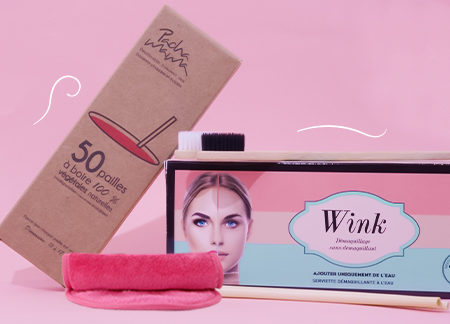 Pacha
mama
50 pailles
à boire 100 %
végétales naturelles
Wink
Démaquillage
sans démaquillant
AJOUTER UNIQUEMENT DE L'EAU
SERVIETTE DÉMAQUILLANTE À L'EAU